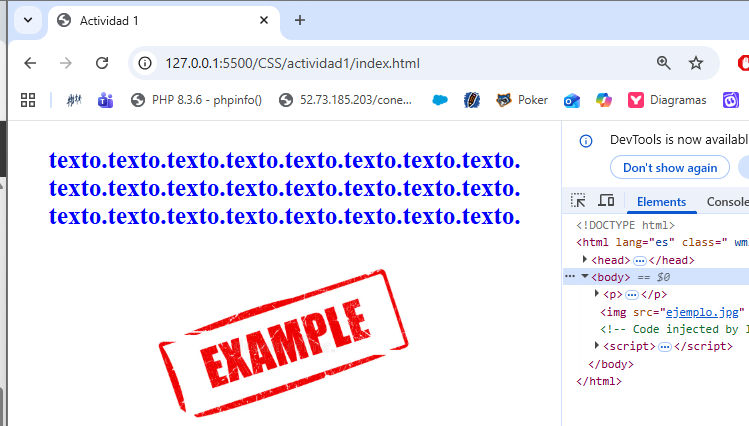 Actividad 1
127.0.0.1:5500/CSS/actividad1/index.html
PHP 8.3.6 - phpinfo()
52.73.185.203/cone...
Poker
Diagramas
texto.texto.texto.texto.texto.texto.texto.texto.
texto.texto.texto.texto.texto.texto.texto.texto.
texto.texto.texto.texto.texto.texto.texto.texto.
EXAMPLE
DevTools is now availabl
Don't show again
Elements
Console
<!DOCTYPE html>
<html lang="es" class=" wm
<head>…</head>
<body> == $0
<p>…</p>
<img src="ejemplo.jpg"
<!-- Code injected by l
<script>…</script>
</body>
</html>